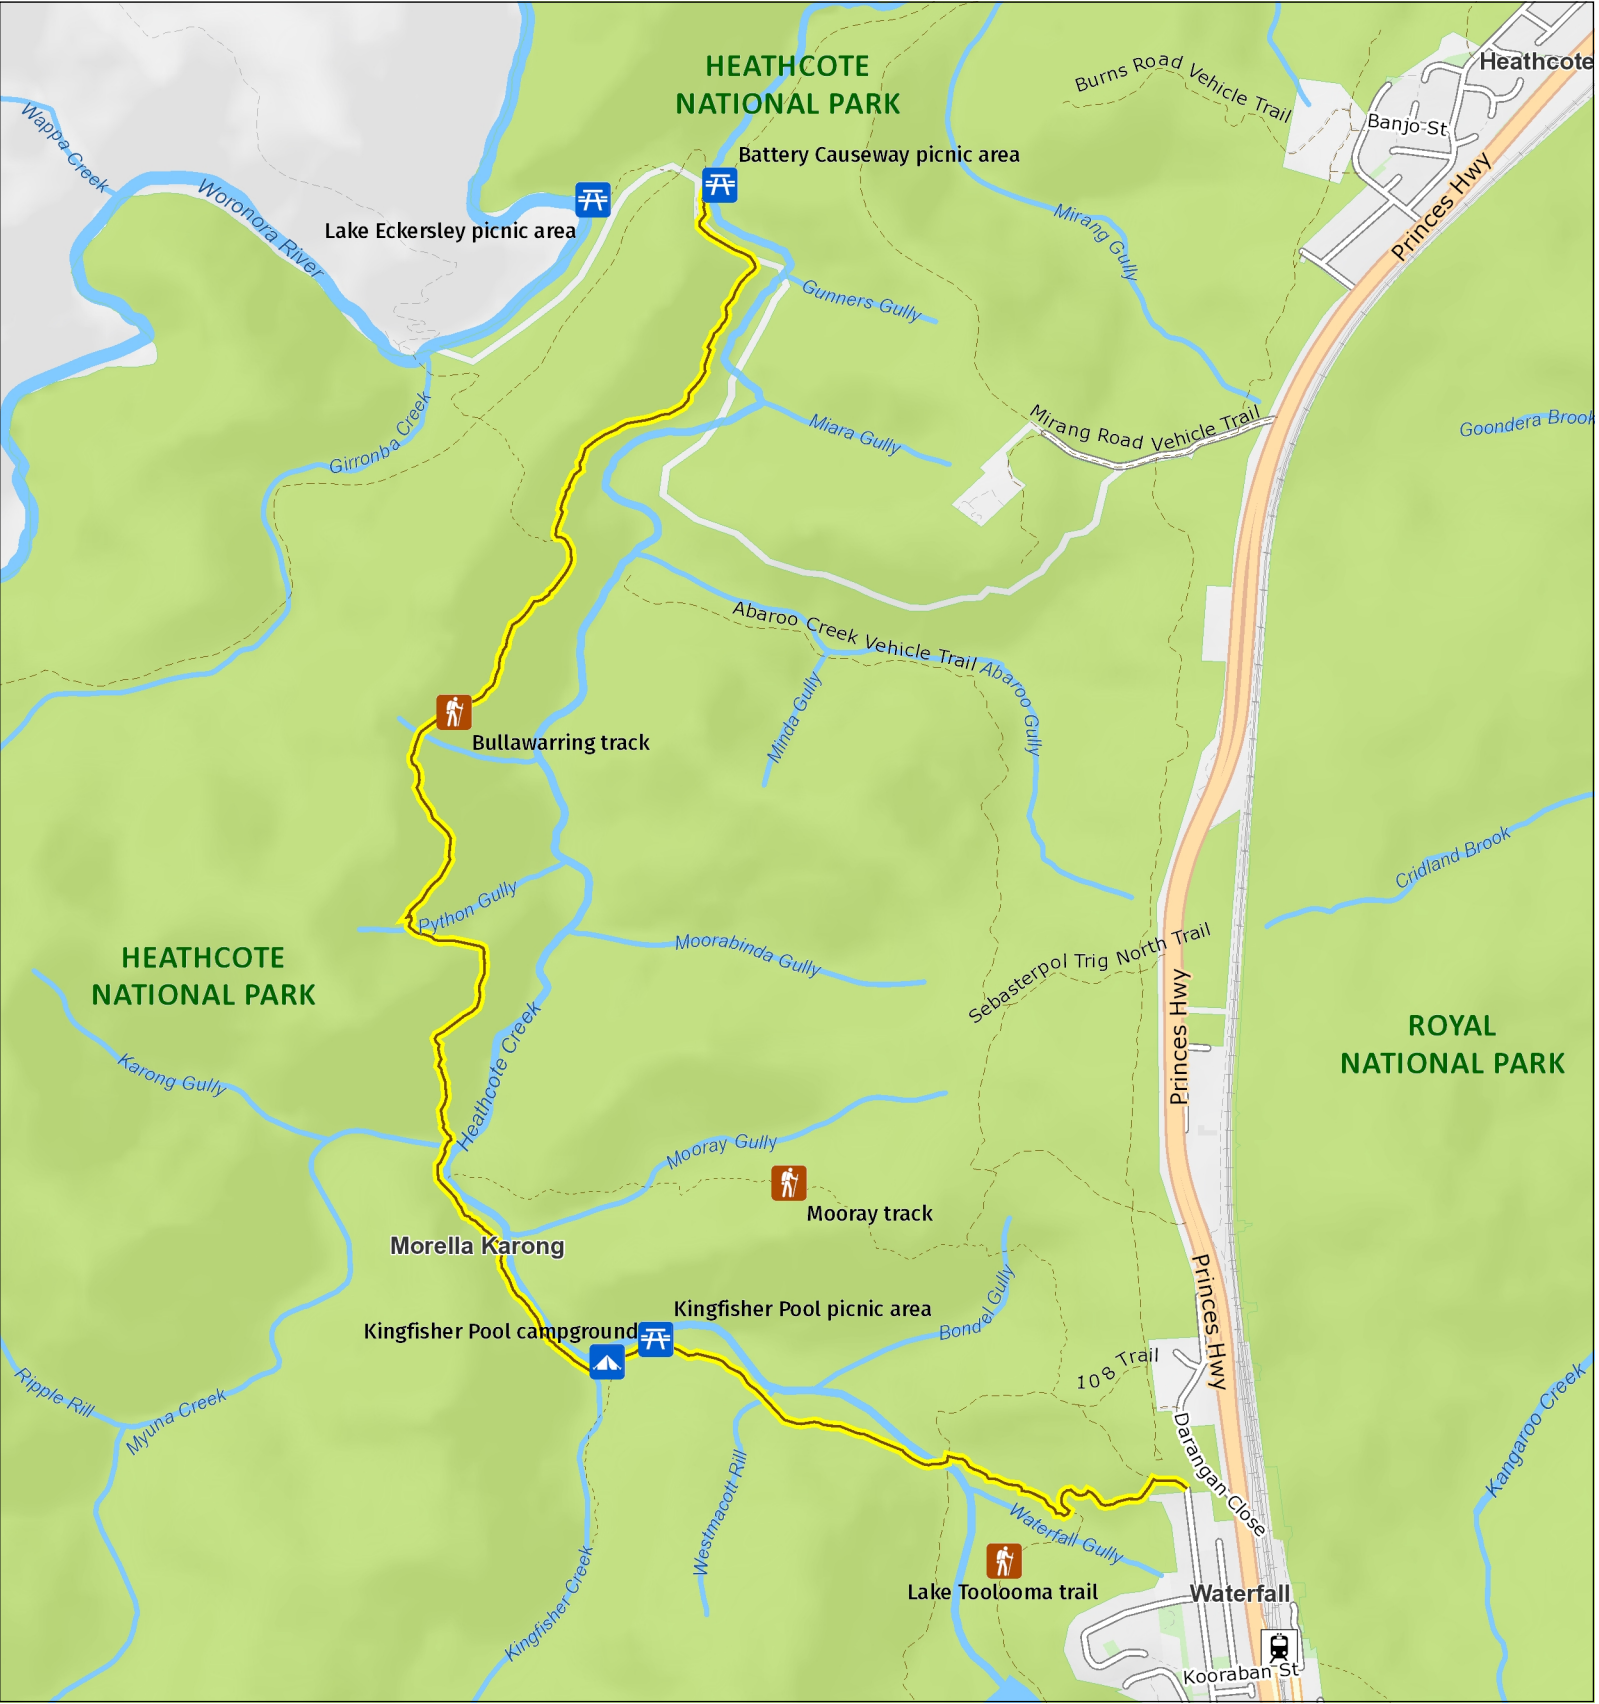 HEATHCOTE
NATIONAL PARK
Heathcote
Burns Road Vehicle Trail
Banjo St
Wappa Creek
Battery Causeway picnic area
Princes Hwy
Woronora River
Lake Eckersley picnic area
Mirang Gully
Gunners Gully
Girronba Creek
Miara Gully
Mirang Road Vehicle Trail
Goondera Brook
Abaroo Creek Vehicle Trail
Abaroo Gully
Minda Gully
Bullawarring track
Cridland Brook
Python Gully
Moorabinda Gully
Sebasterpol Trig North Trail
HEATHCOTE
NATIONAL PARK
Princes Hwy
ROYAL
NATIONAL PARK
Karong Gully
Heathcote Creek
Mooray Gully
Mooray track
Morella Karong
Princes Hwy
Kingfisher Pool picnic area
Kingfisher Pool campground
Bondel Gully
108 Trail
Ripple Rill
Myuna Creek
Darangan Close
Kangaroo Creek
Westmacott Rill
Waterfall Gully
Kingfisher Creek
Lake Toolooma trail
Waterfall
Kooraban St